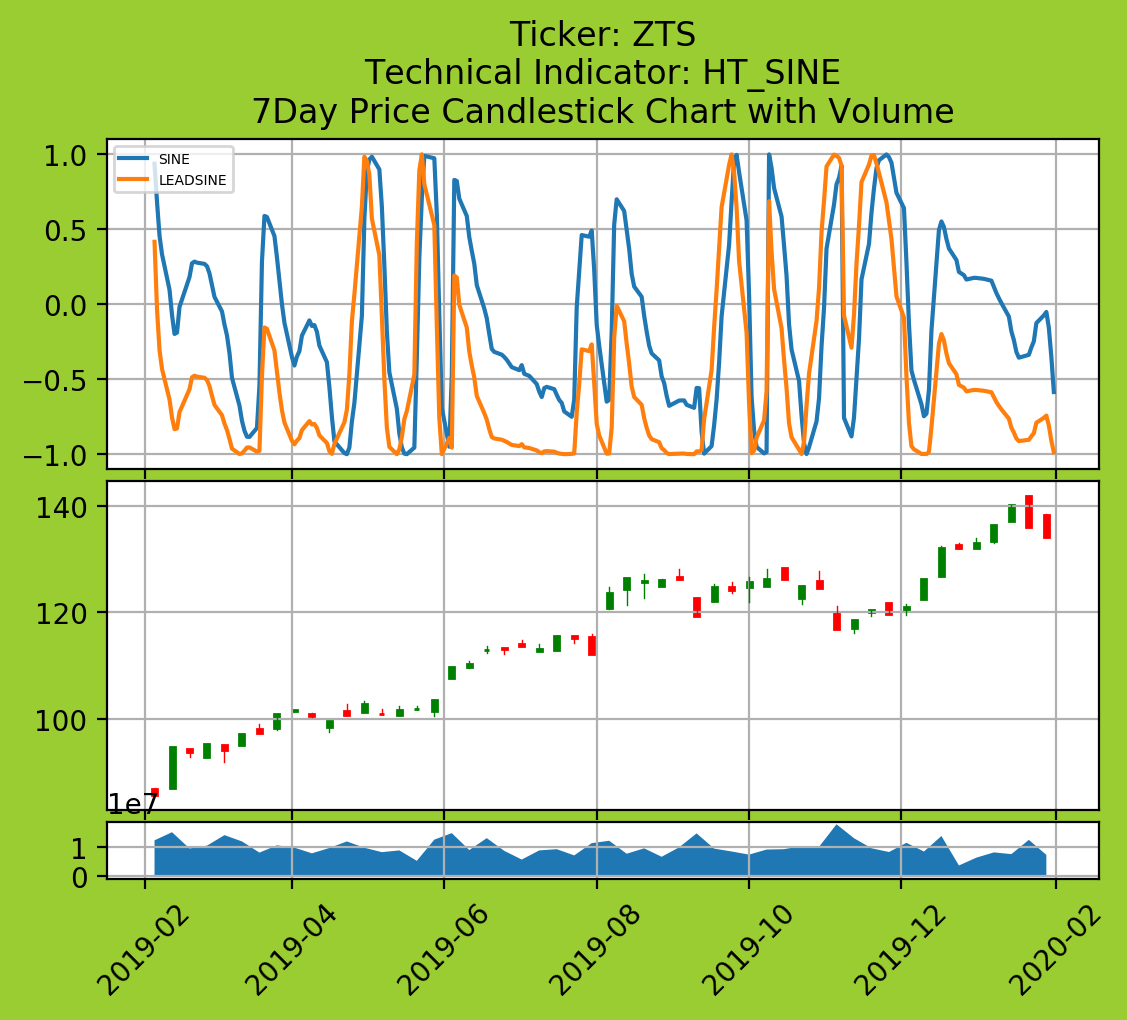 Ticker: ZTS
Technical Indicator: HT_SINE
7Day Price Candlestick Chart with Volume
1.0
0.5
0.0
−0.5
−1.0
SINE
LEADSINE
140
120
100
1e7
1
0
2019-02
2019-04
2019-06
2019-08
2019-10
2019-12
2020-02